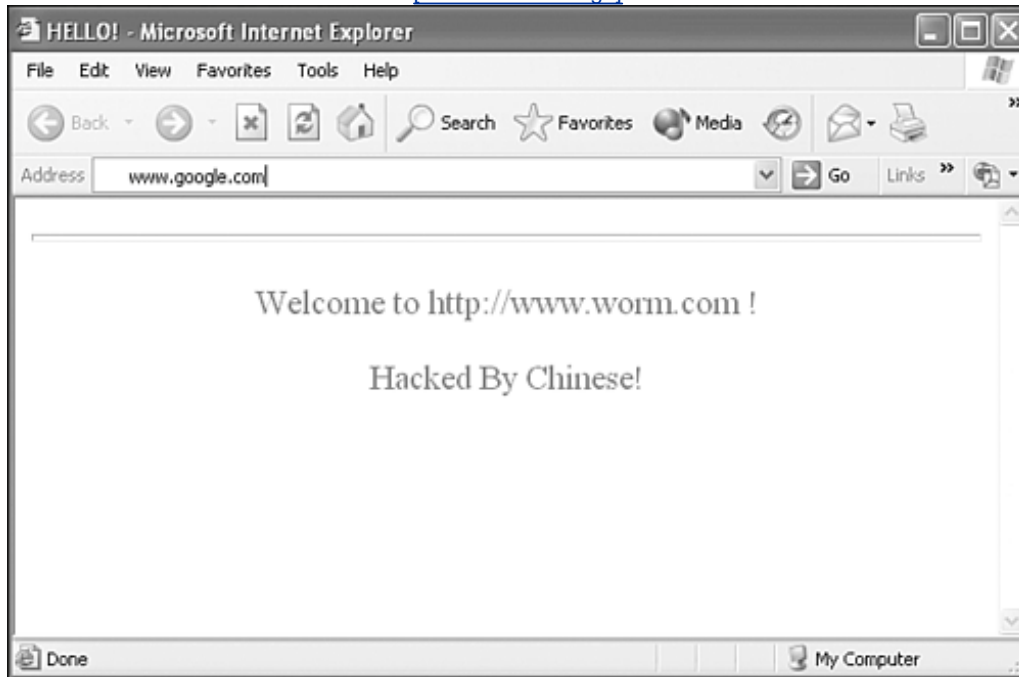 HELLO! - Microsoft Internet Explorer
File Edit View Favorites Tools Help
Back Search Favorites Media
Address www.google.com Go Links
Welcome to http://www.worm.com !
Hacked By Chinese!
Done My Computer